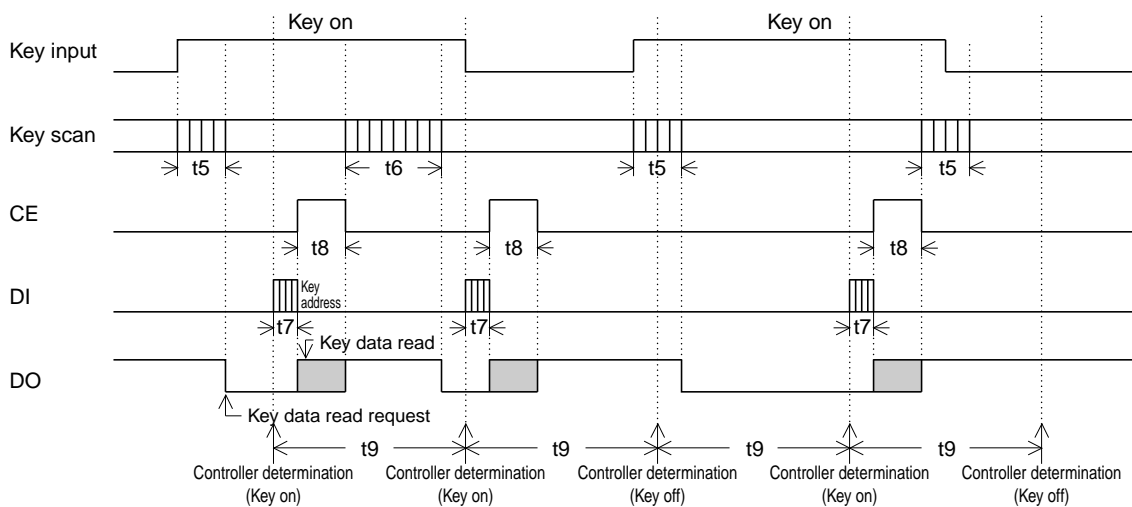 Key on Key on
Key input
Key scan
t5 t6 t5 t5
CE
t8 t8 t8
DI
Key
address
t7 t7 t7
Key data read
DO
Key data read request
t9 t9 t9 t9
Controller determination Controller determination Controller determination Controller determination Controller determination
(Key on) (Key on) (Key off) (Key on) (Key off)